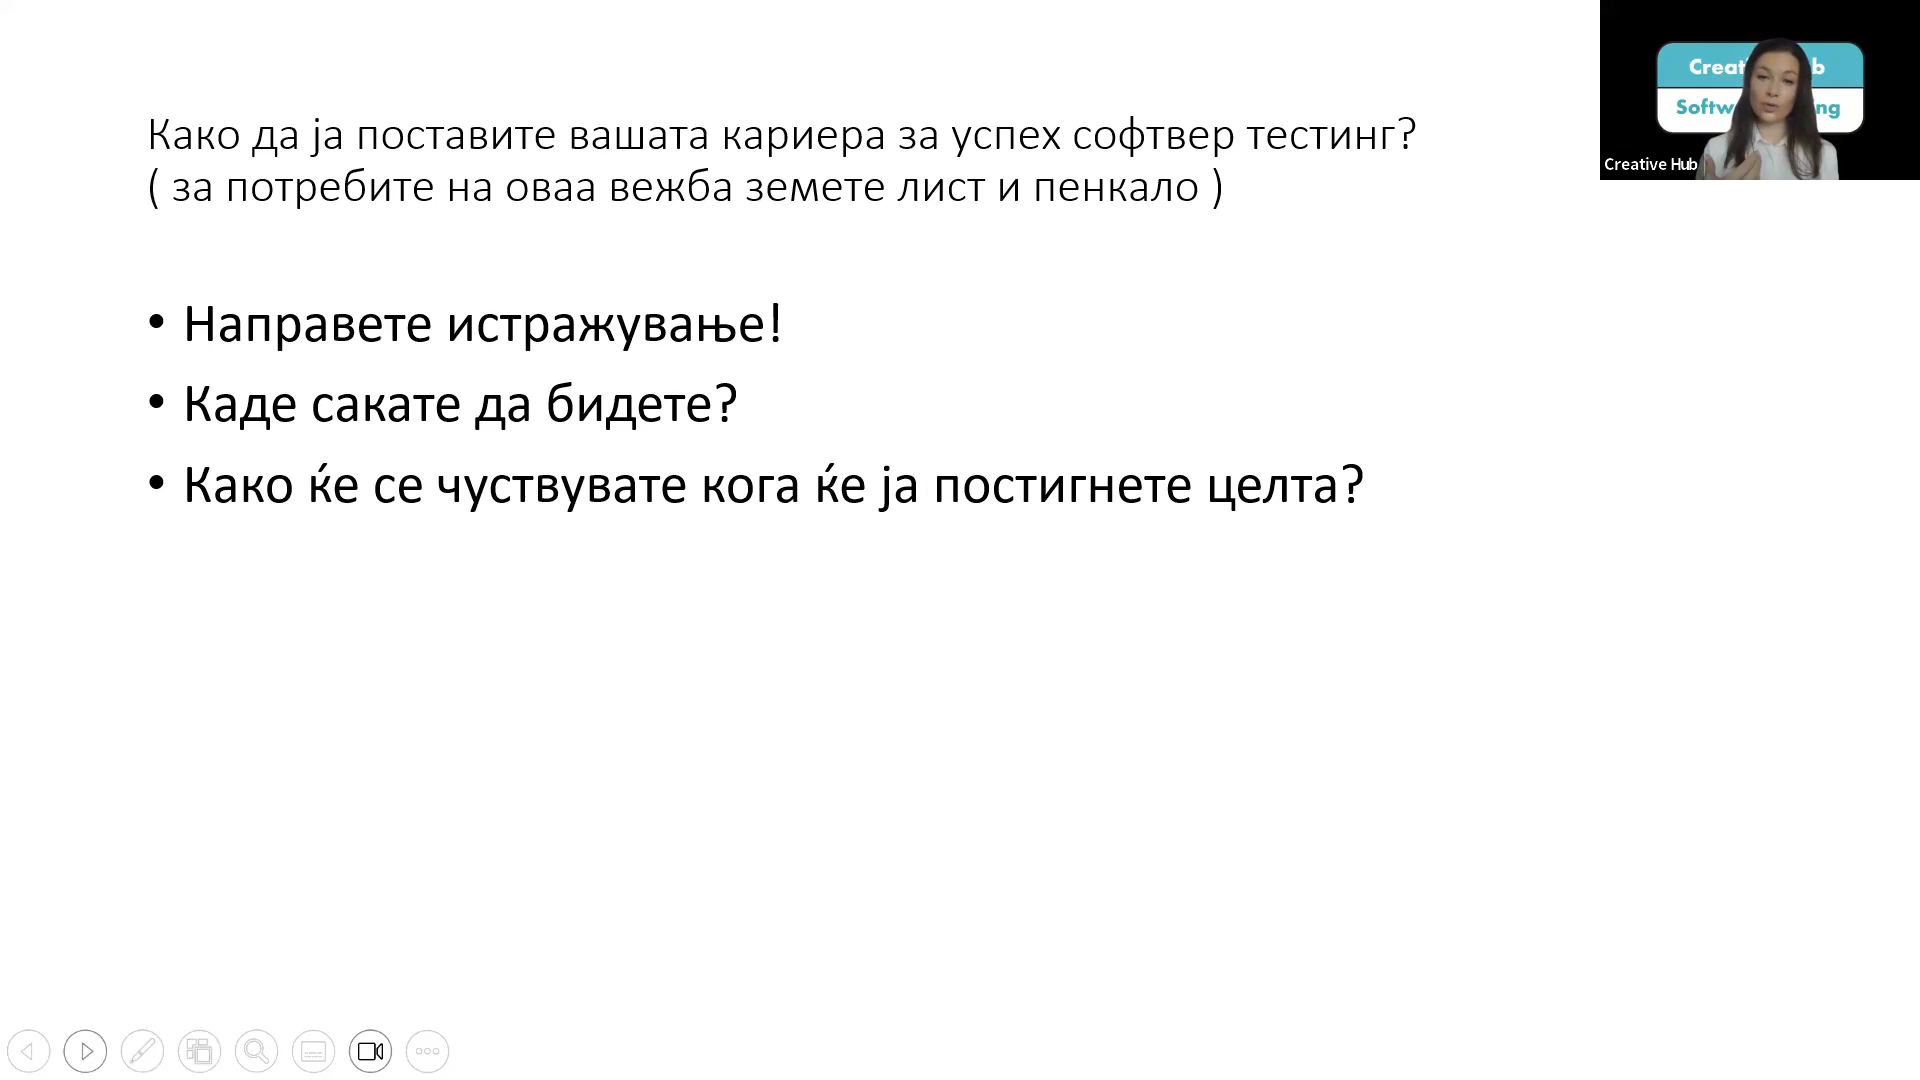 Како да ја поставите вашата кариера за успех софтвер тестинг?
( за потребите на оваа вежба земете лист и пенкало )
• Направете истражување!
• Каде сакате да бидете?
• Како ќе се чуствувате кога ќе ја постигнете целта?
Creative Hub